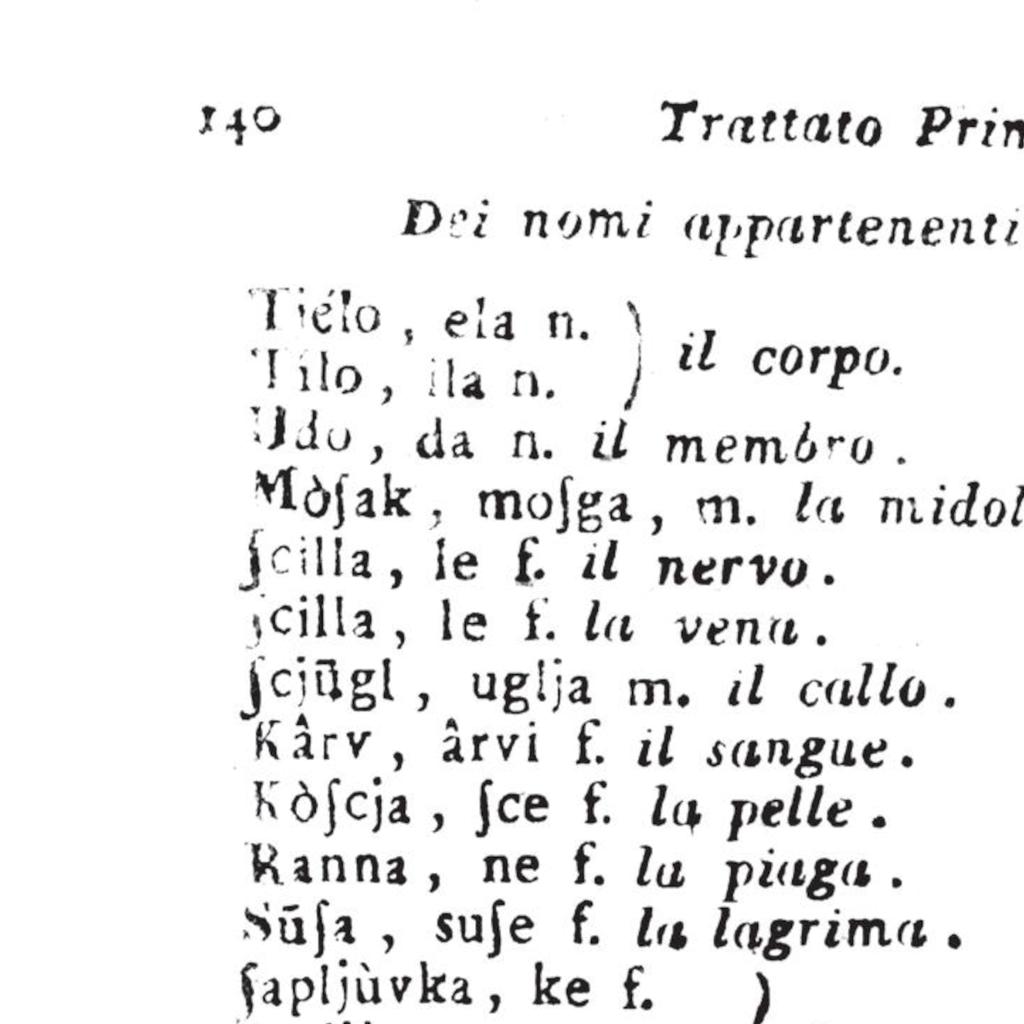 140 Trattato Prin
Dei nomi appartenenti
Tiélo , ela n.
Tilo , ila n. ) il corpo.
Udo , da n. il membro .
Mòſak , moſga , m. la midol
ſcilla , le f. il nervo .
ſcilla , le f. la vena .
ſcjūgl , uglja m. il callo .
Kârv , ârvi f. il sangue .
Kòſcja , ſce f. la pelle .
Ranna , ne f. la piaga .
Sūſa , suſe f. la lagrima .
ſapljùvka , ke f. )